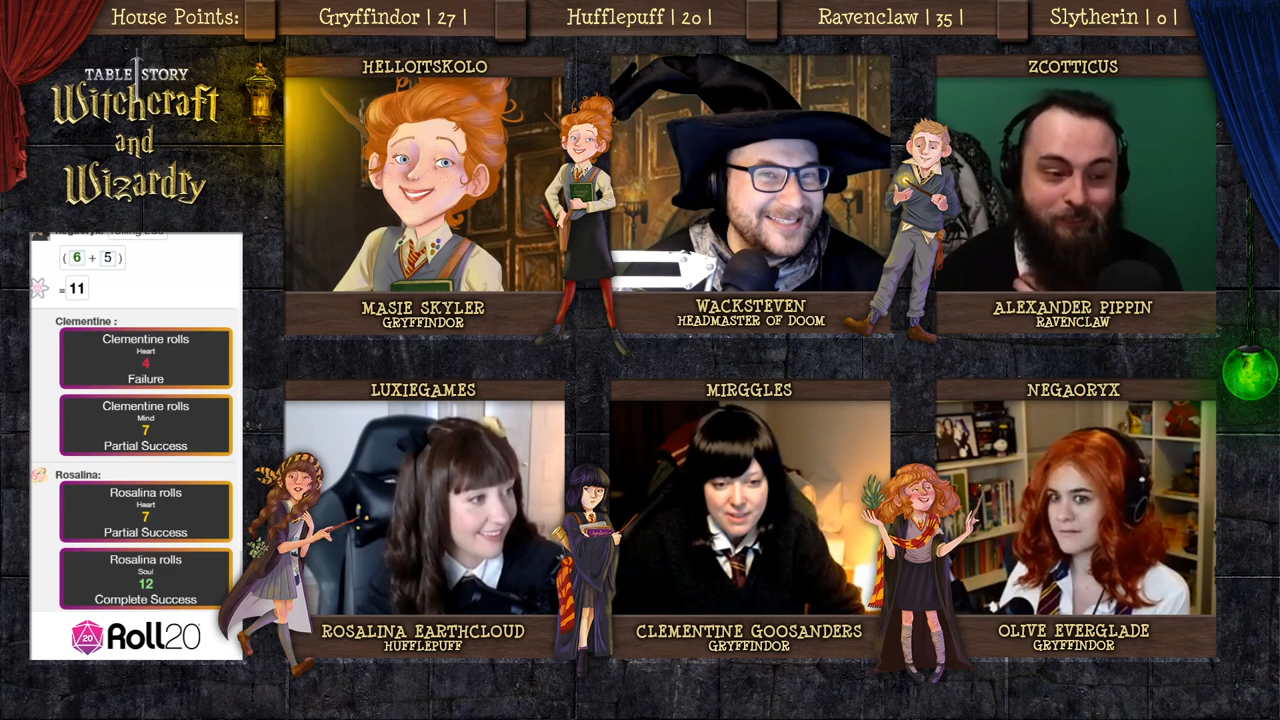 House Points:
Gryffindor | 27 |
Hufflepuff | 20 |
Ravenclaw | 35 |
Slytherin | 0 |
TABLE STORY
Witchcraft
and
Wizardry
HELLOITSKOLO
ZCOTTICUS
MASIE SKYLER
GRYFFINDOR
WACKSTEVEN
HEADMASTER OF DOOM
ALEXANDER PIPPIN
RAVENCLAW
( 6 + 5 )
= 11
Clementine :
Clementine rolls
Heart
4
Failure
Clementine rolls
Mind
7
Partial Success
Rosalina:
Rosalina rolls
Heart
7
Partial Success
Rosalina rolls
Soul
12
Complete Success
20
Roll20
LUXIEGAMES
MIRGGLES
NEGAORYX
ROSALINA EARTHCLOUD
HUFFLEPUFF
CLEMENTINE GOOSANDERS
GRYFFINDOR
OLIVE EVERGLADE
GRYFFINDOR